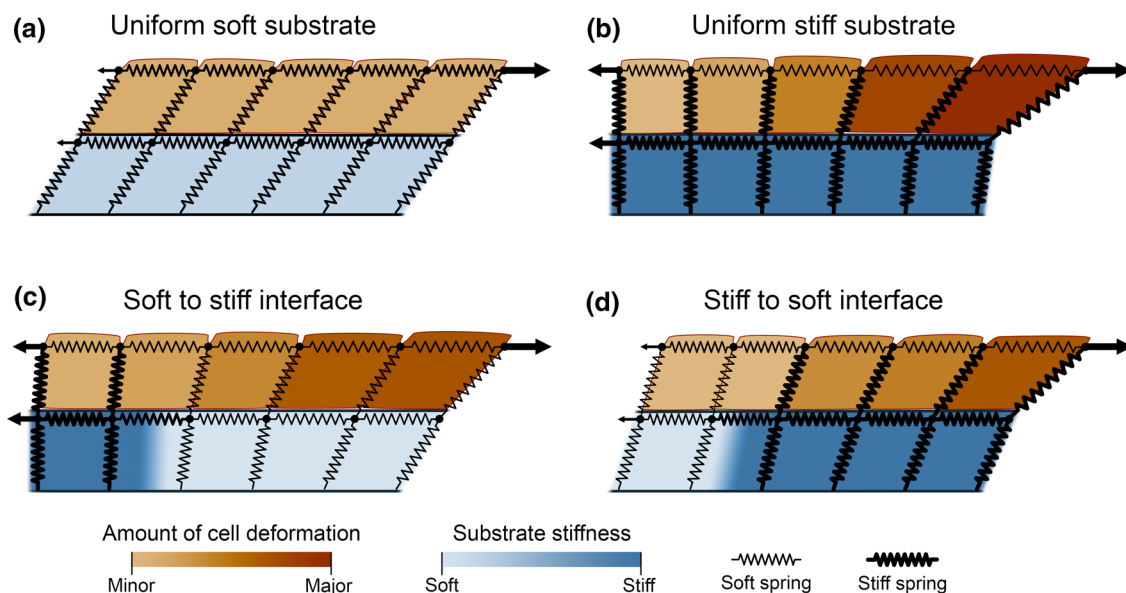 (a) Uniform soft substrate
(b) Uniform stiff substrate
(c) Soft to stiff interface
(d) Stiff to soft interface
Amount of cell deformation
Minor Major
Substrate stiffness
Soft Stiff
Soft spring
Stiff spring